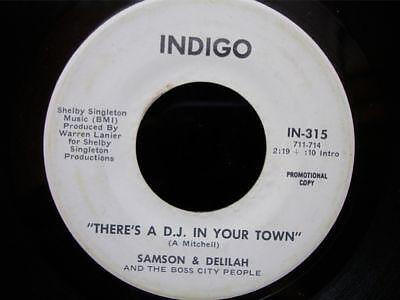 INDIGO
Shelby Singleton
Music (BMI)
Produced By
Warren Lanier
for Shelby
Singleton
Productions
IN-315
711-714
2:19 + :10 Intro
PROMOTIONAL
COPY
"THERE'S A D.J. IN YOUR TOWN"
(A Mitchell)
SAMSON & DELILAH
AND THE BOSS CITY PEOPLE